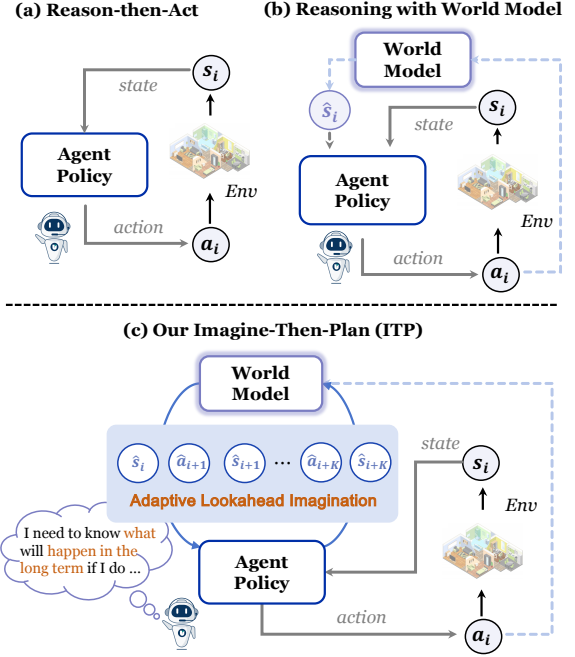 (a) Reason-then-Act
s_i
state
Agent
Policy
Env
action
a_i
(b) Reasoning with World Model
World
Model
ŝ_i
s_i
state
Agent
Policy
Env
action
a_i
(c) Our Imagine-Then-Plan (ITP)
World
Model
ŝ_i â_{i+1} ŝ_{i+1} ... â_{i+K} ŝ_{i+K}
Adaptive Lookahead Imagination
state
s_i
Env
I need to know what
will happen in the
long term if I do ...
Agent
Policy
action
a_i